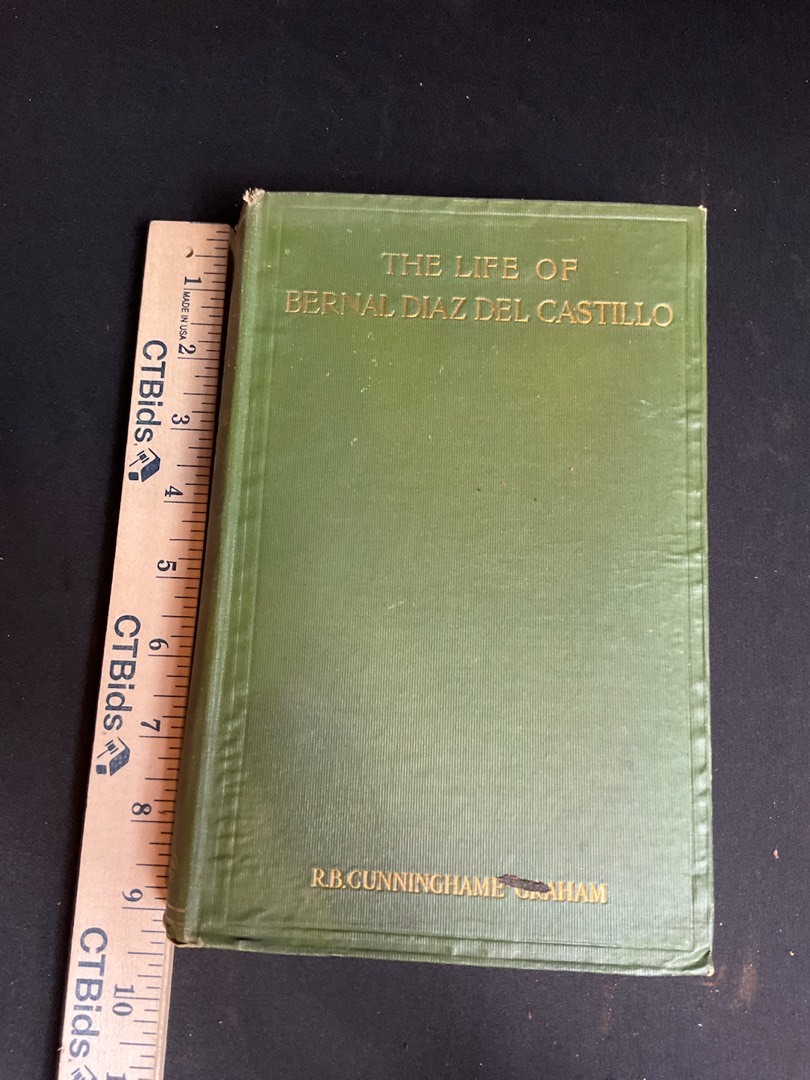 THE LIFE OF
BERNAL DIAZ DEL CASTILLO
R.B. CUNNINGHAME GRAHAM
1
MADE IN USA
2
CTBids
3
4
5
CTBids
6
7
8
9
CTBids
10